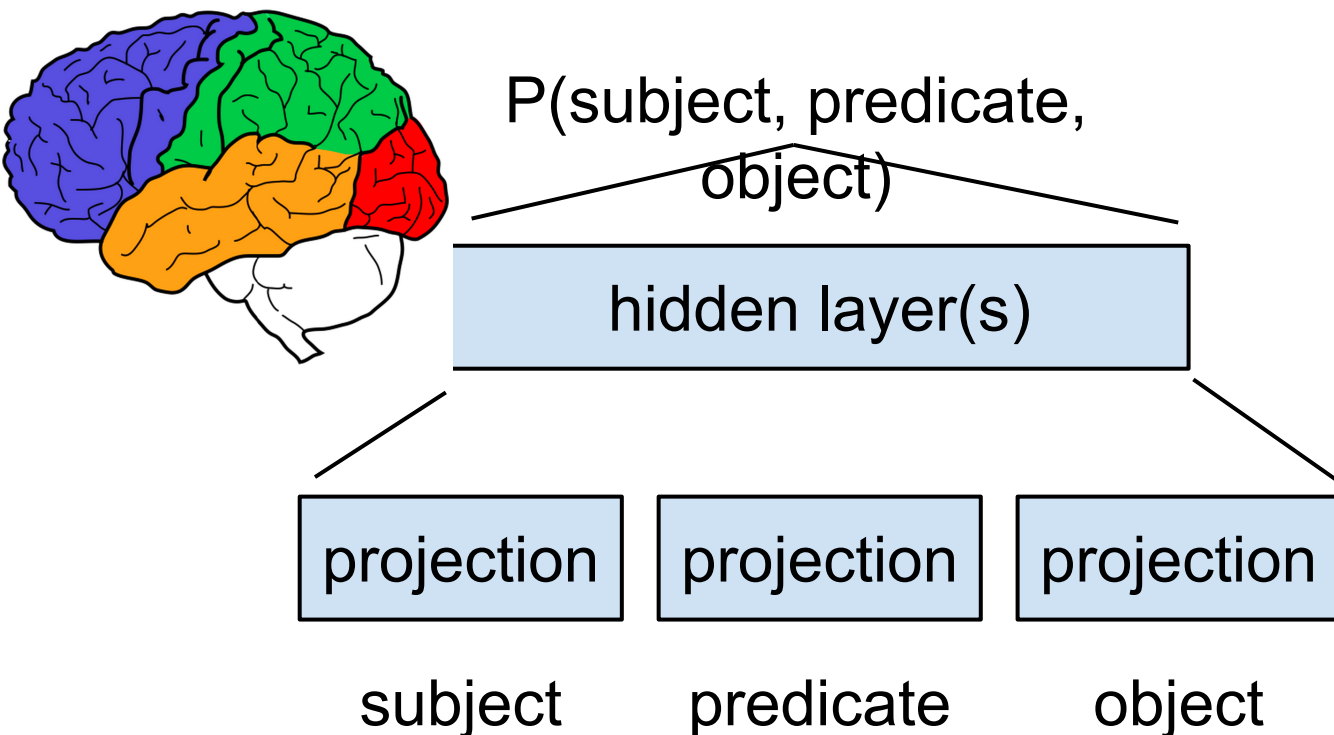 P(subject, predicate,
object)
hidden layer(s)
projection projection projection
subject predicate object